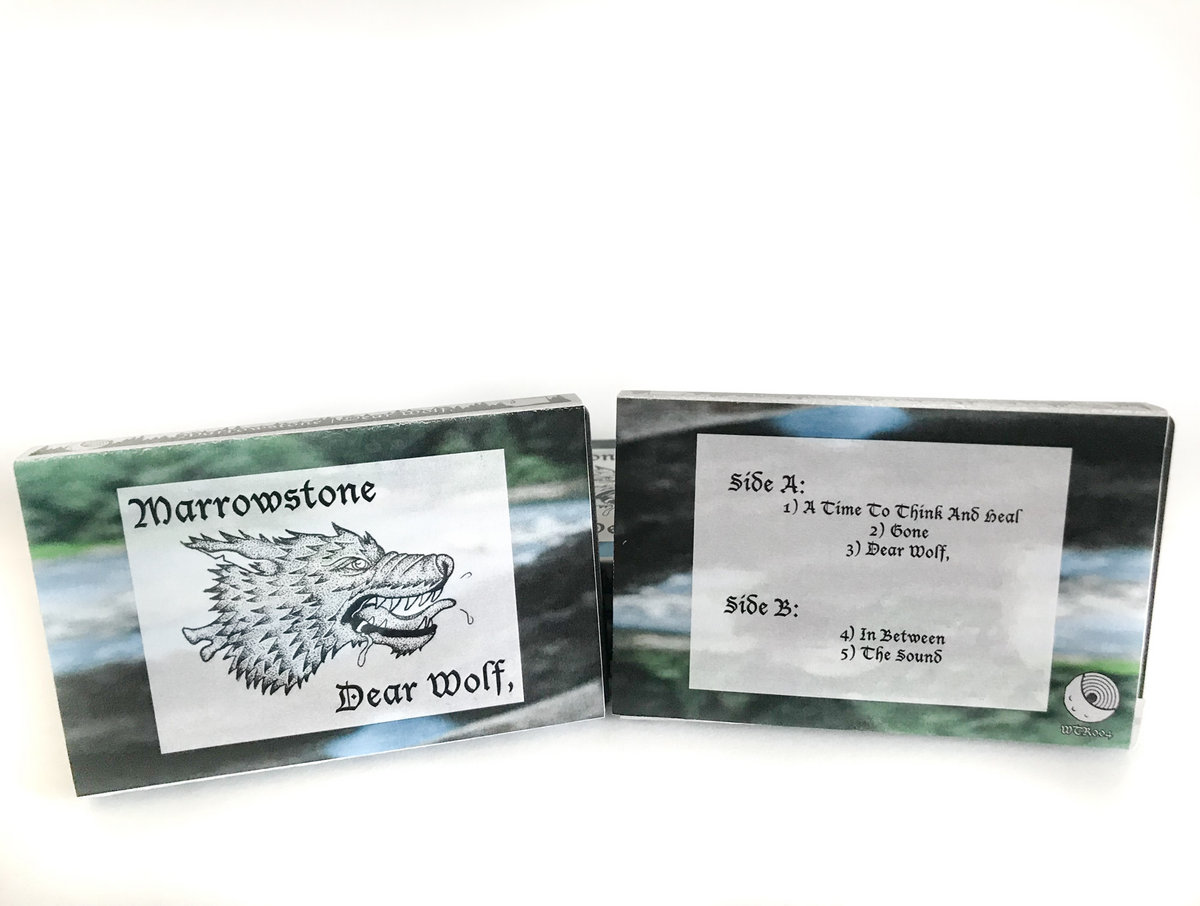 Marrowstone
Dear Wolf,
Side A:
1) A Time To Think And Heal
2) Gone
3) Dear Wolf,
Side B:
4) In Between
5) The Sound
WTR004